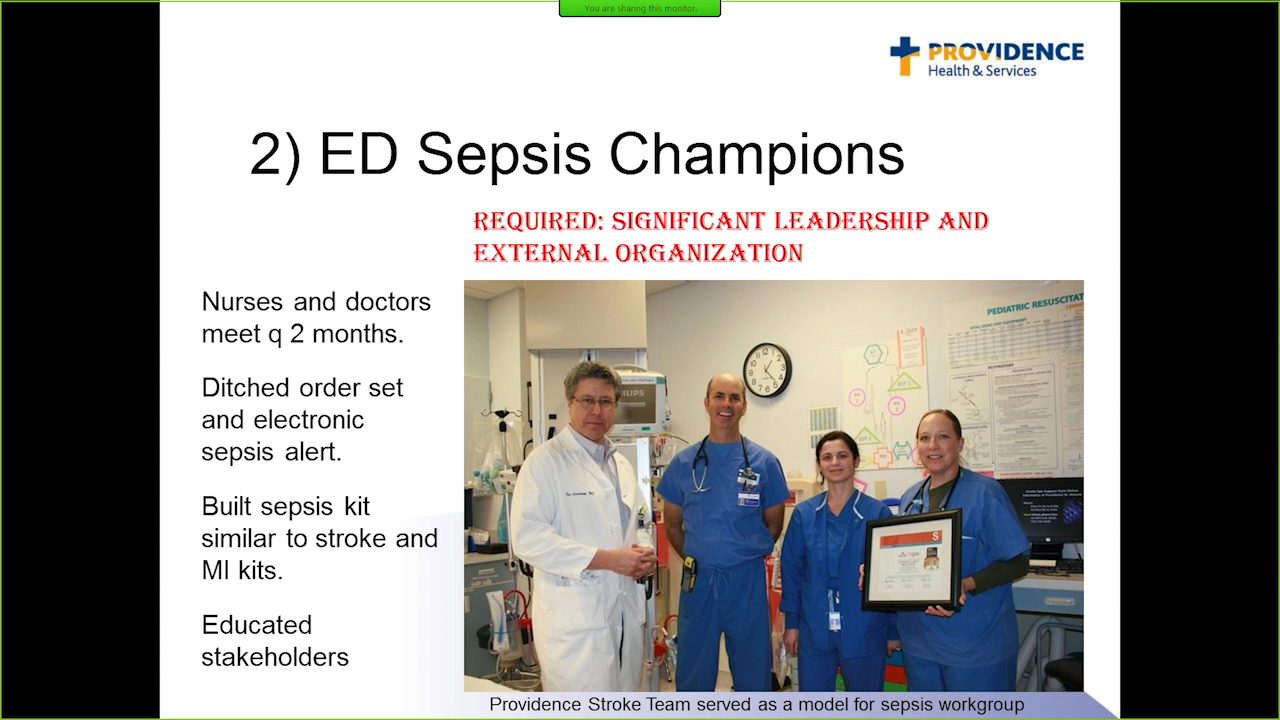 You are sharing this monitor.
PROVIDENCE
Health & Services
2) ED Sepsis Champions
REQUIRED: SIGNIFICANT LEADERSHIP AND
EXTERNAL ORGANIZATION
Nurses and doctors
meet q 2 months.
Ditched order set
and electronic
sepsis alert.
Built sepsis kit
similar to stroke and
MI kits.
Educated
stakeholders
PHILIPS
PEDIATRIC RESUSCITAT
S
Providence Stroke Team served as a model for sepsis workgroup